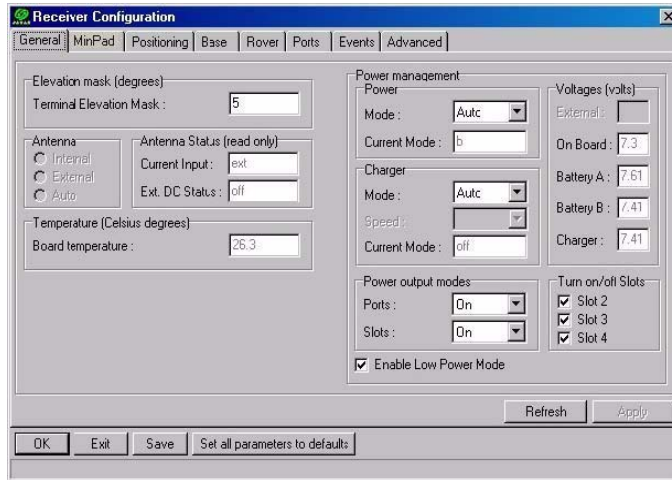 Receiver Configuration
General MinPad Positioning Base Rover Ports Events Advanced
Elevation mask (degrees)
Terminal Elevation Mask : 5
Antenna
Internal
External
Auto
Antenna Status (read only)
Current Input : ext
Ext. DC Status : off
Temperature (Celsius degrees)
Board temperature : 26.3
Power management
Power
Mode : Auto
Current Mode : b
Charger
Mode : Auto
Speed :
Current Mode : off
Voltages (volts)
External :
On Board : 7.3
Battery A : 7.61
Battery B : 7.41
Charger : 7.41
Power output modes
Ports : On
Slots : On
Turn on/off Slots
Slot 2
Slot 3
Slot 4
Enable Low Power Mode
Refresh Apply
OK Exit Save Set all parameters to defaults